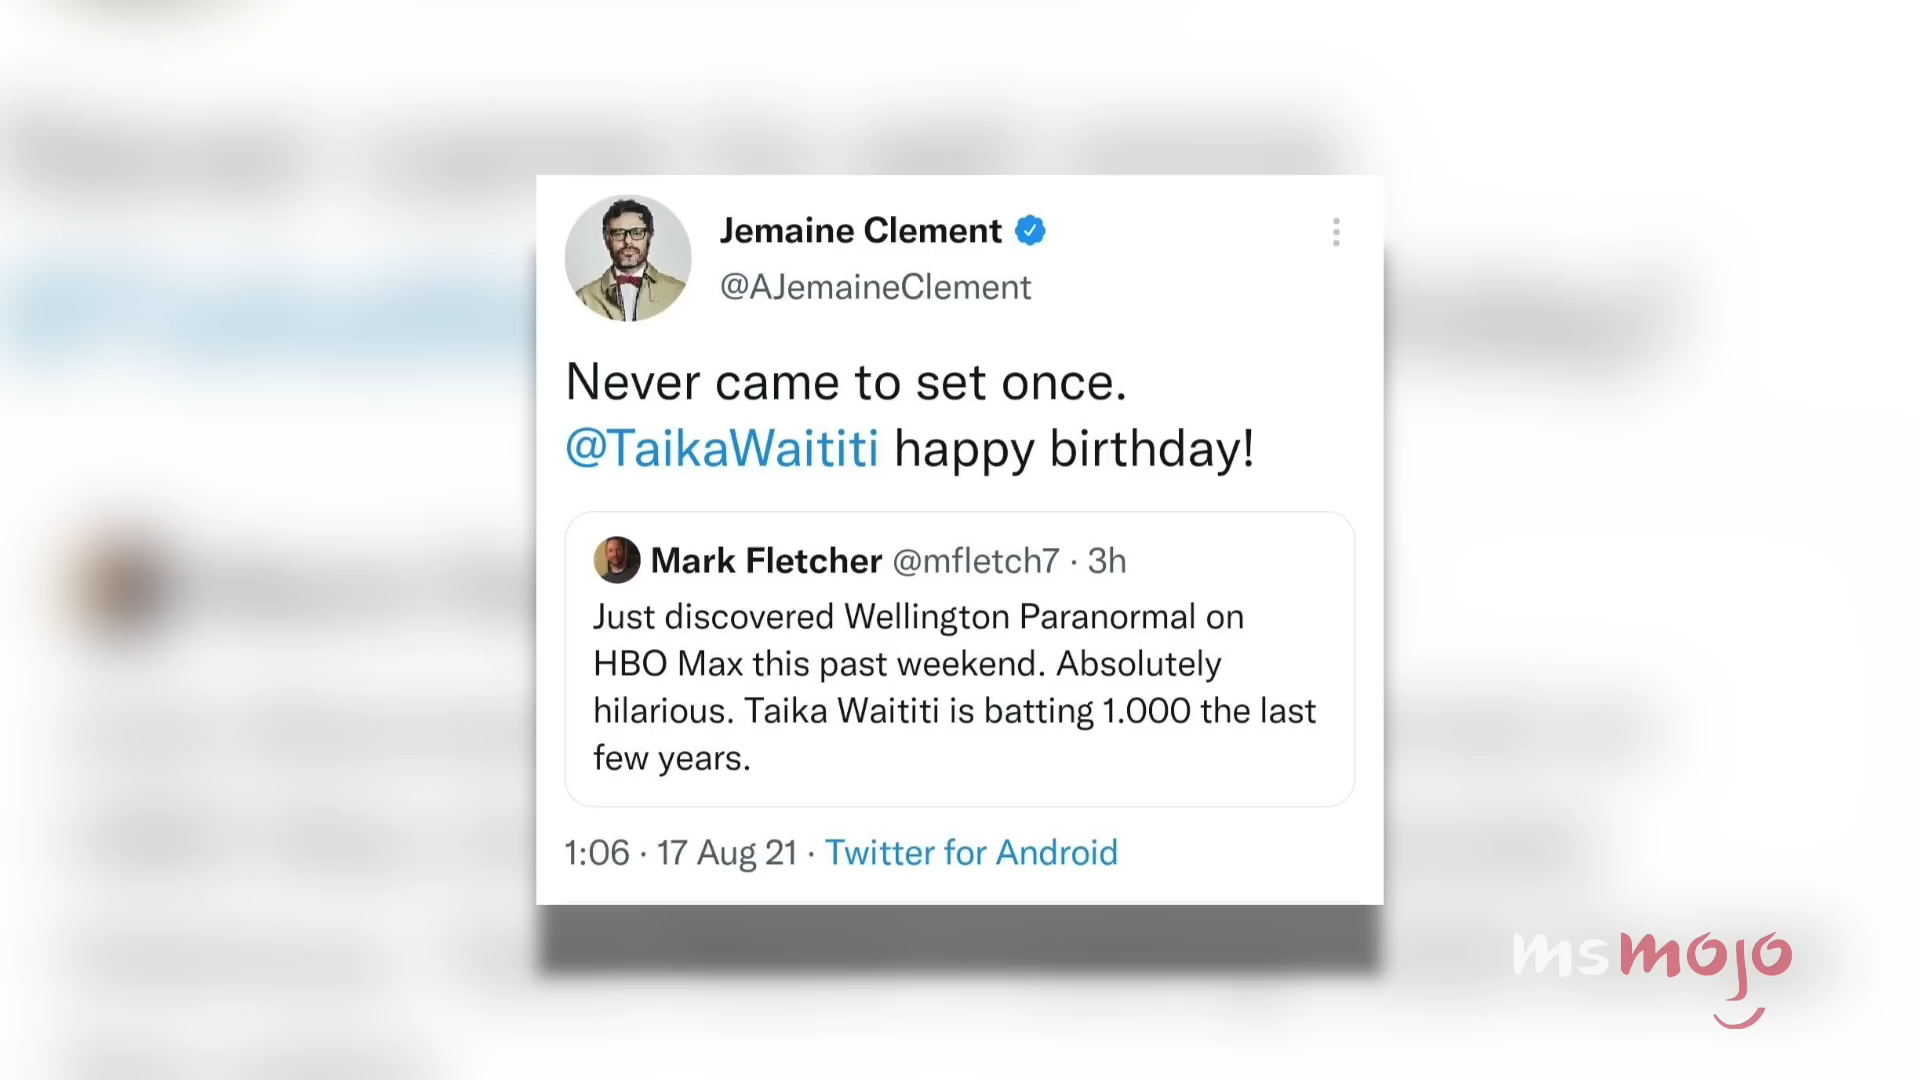 Jemaine Clement
@AJemaineClement
Never came to set once.
@TaikaWaititi happy birthday!
Mark Fletcher @mfletch7 · 3h
Just discovered Wellington Paranormal on
HBO Max this past weekend. Absolutely
hilarious. Taika Waititi is batting 1.000 the last
few years.
1:06 · 17 Aug 21 · Twitter for Android
msmojo